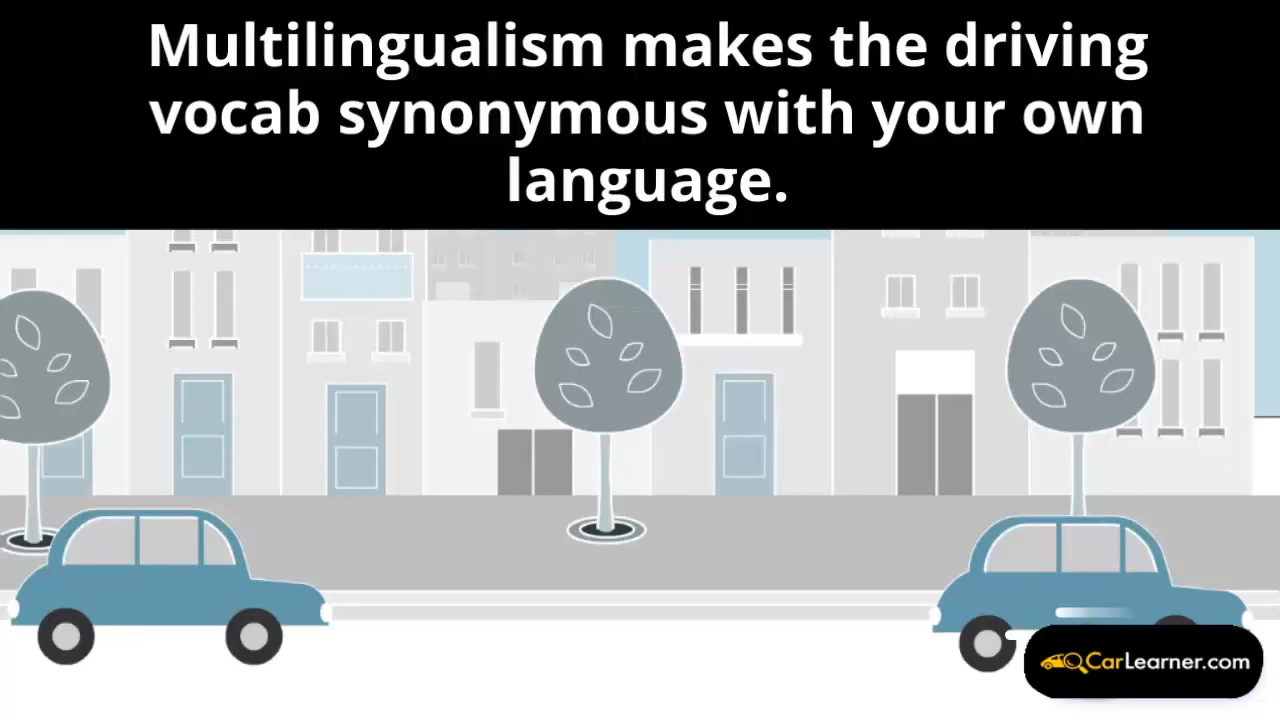 Multilingualism makes the driving
vocab synonymous with your own
language.
CarLearner.com